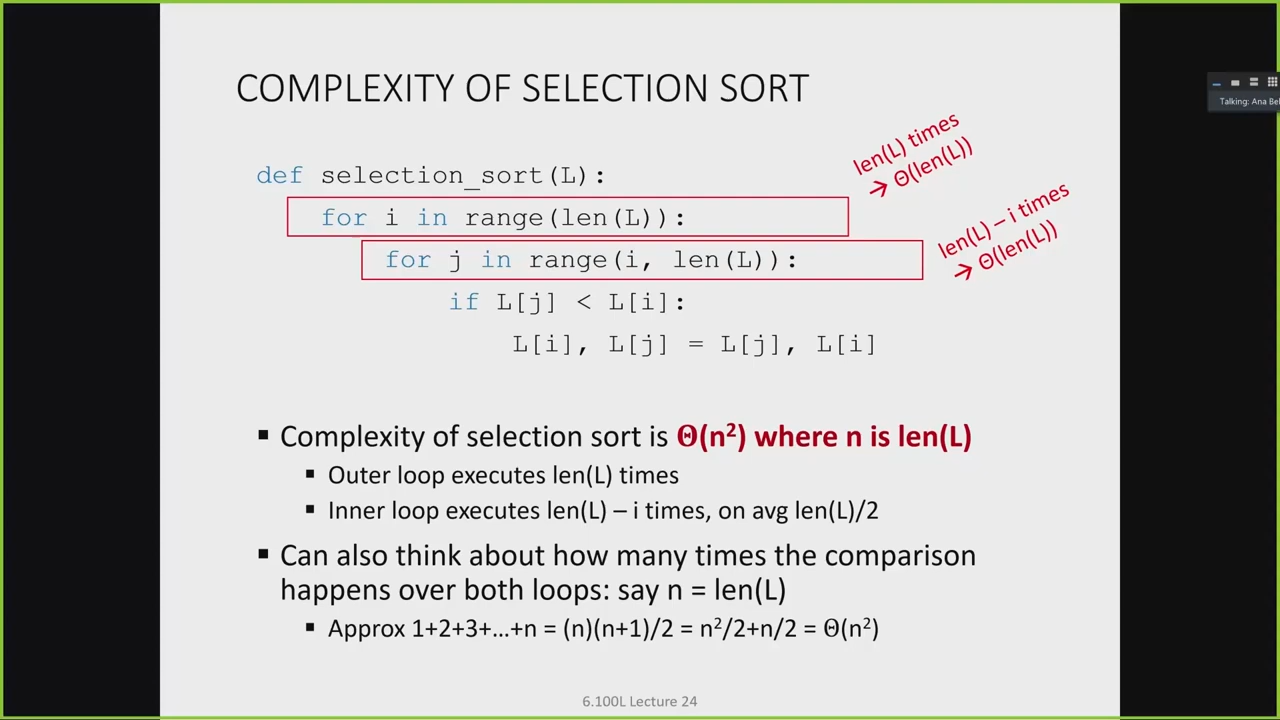 COMPLEXITY OF SELECTION SORT
len(L) times
→ Θ(len(L))
def selection_sort(L):
for i in range(len(L)):
len(L) – i times
→ Θ(len(L))
for j in range(i, len(L)):
if L[j] < L[i]:
L[i], L[j] = L[j], L[i]
▪ Complexity of selection sort is Θ(n²) where n is len(L)
▪ Outer loop executes len(L) times
▪ Inner loop executes len(L) – i times, on avg len(L)/2
▪ Can also think about how many times the comparison
happens over both loops: say n = len(L)
▪ Approx 1+2+3+…+n = (n)(n+1)/2 = n²/2+n/2 = Θ(n²)
6.100L Lecture 24
Talking: Ana